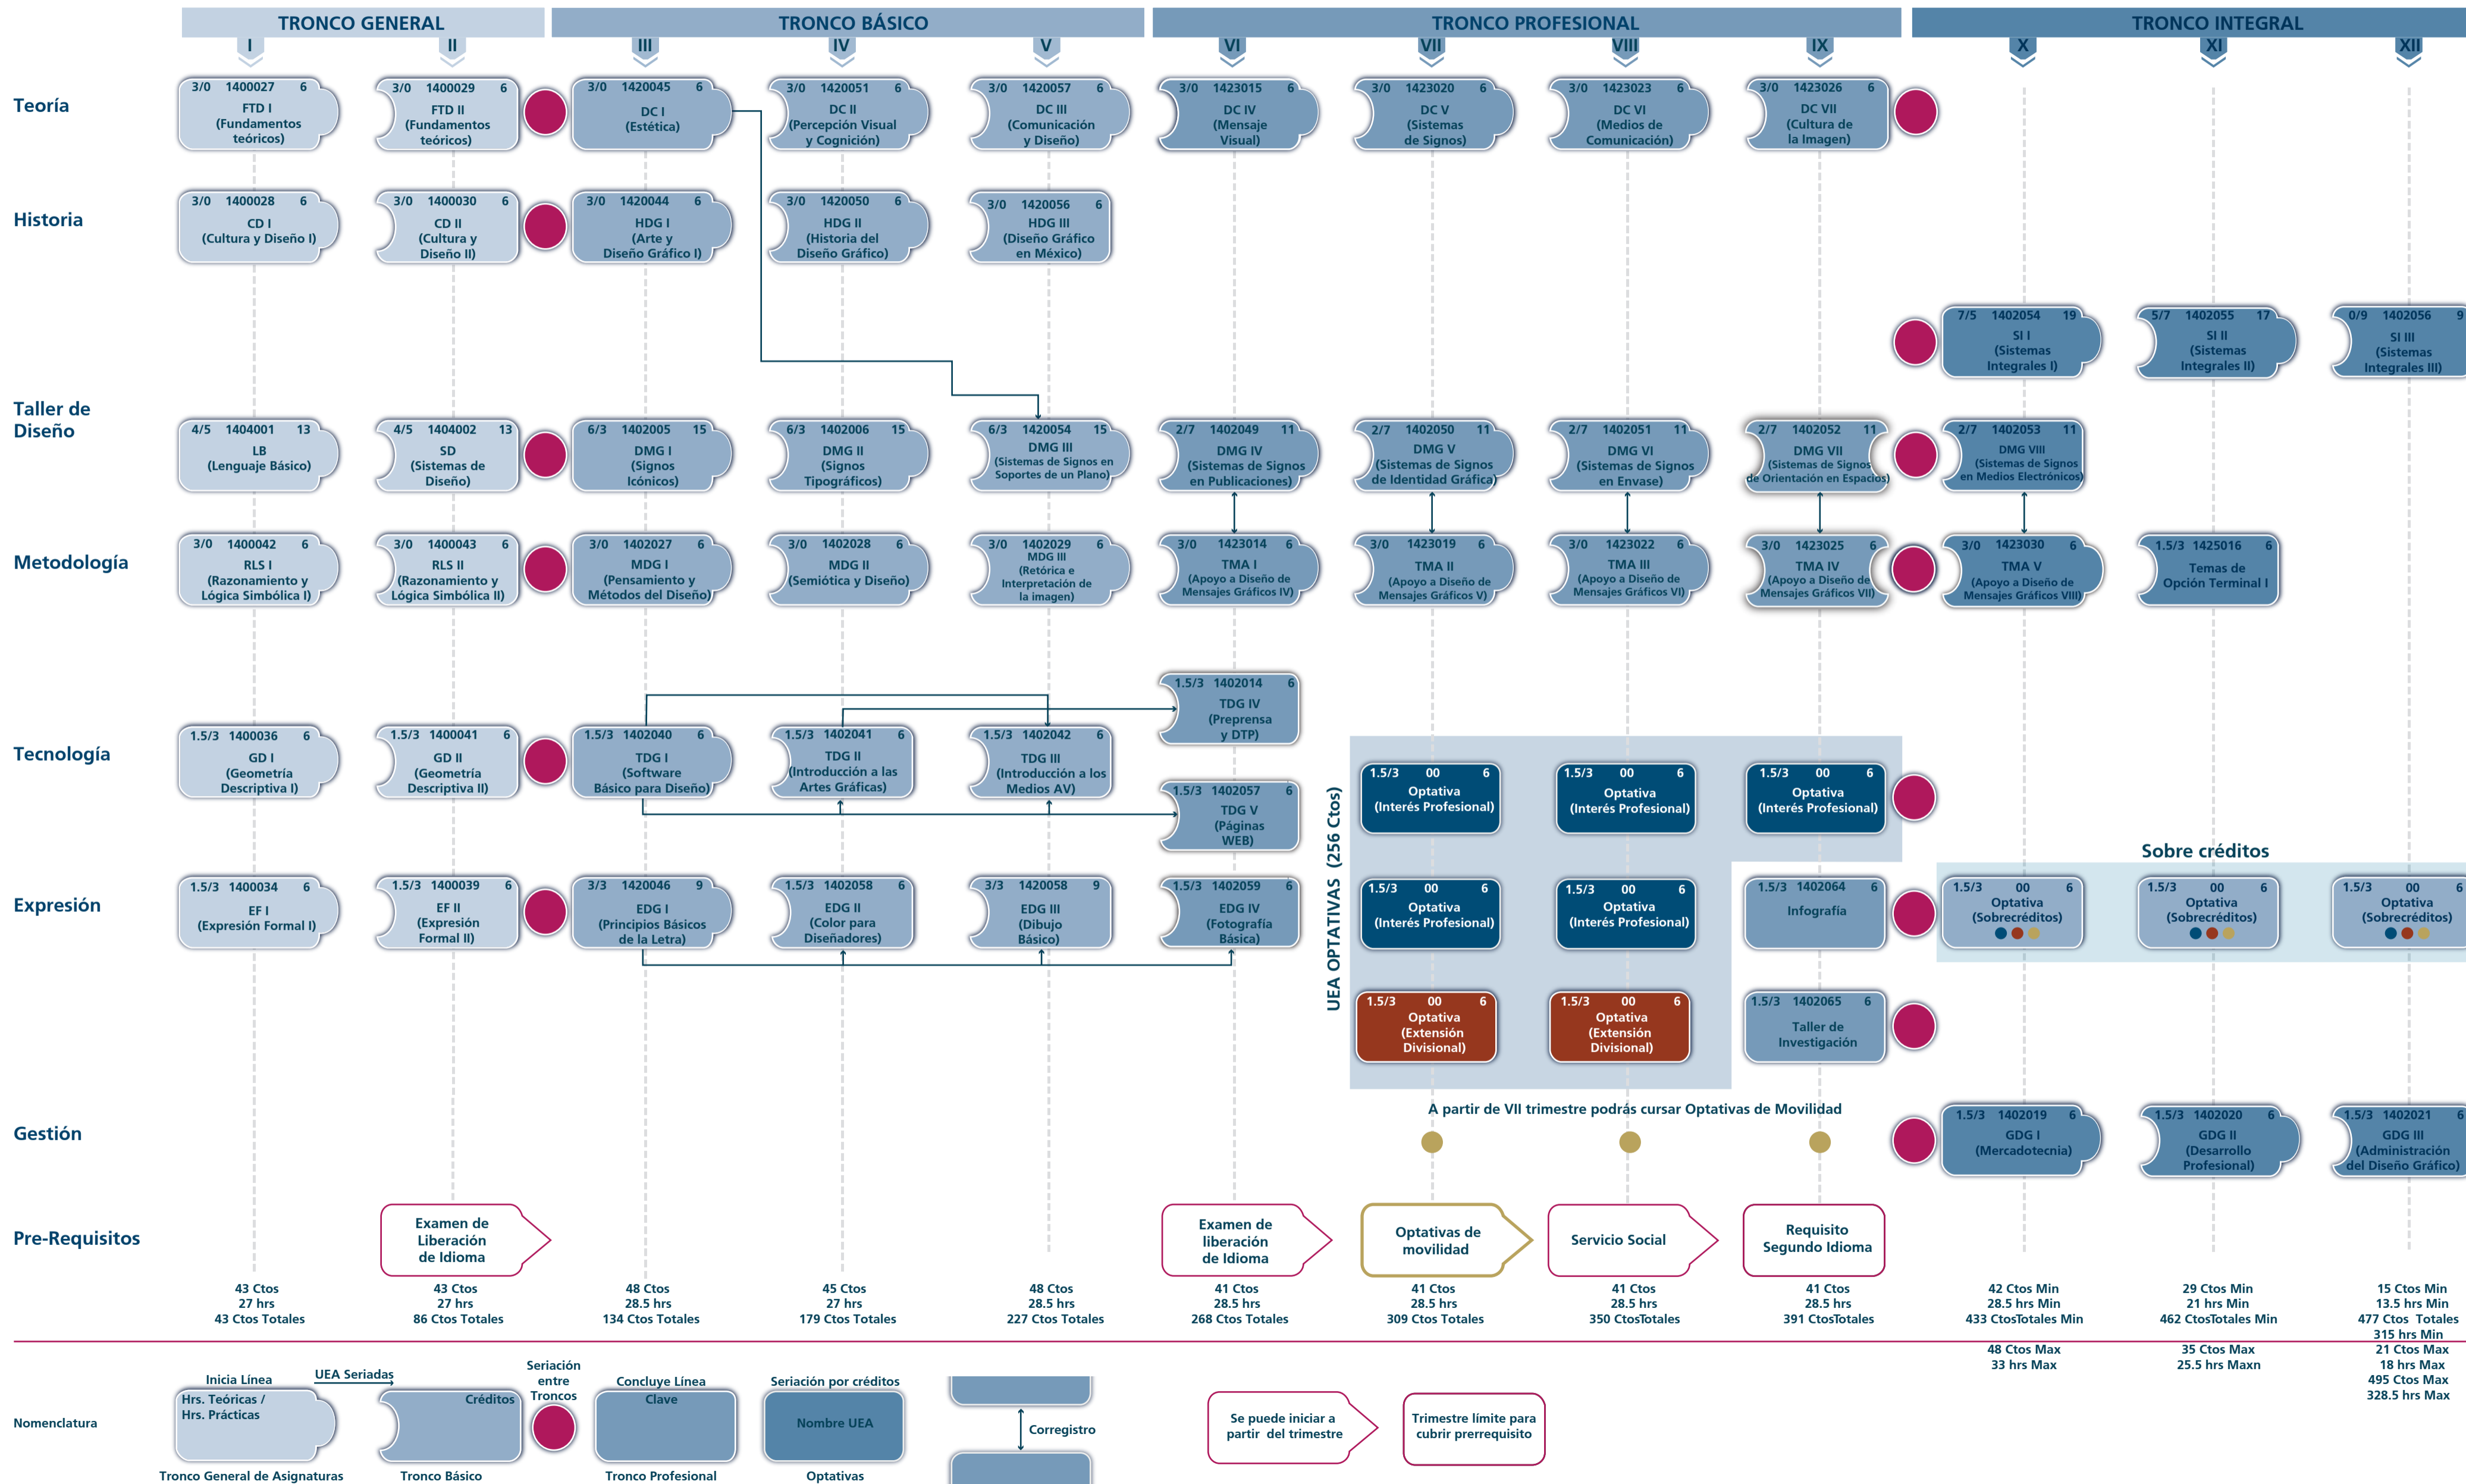 TRONCO GENERAL
TRONCO BÁSICO
TRONCO PROFESIONAL
TRONCO INTEGRAL
I
II
III
IV
V
VI
VII
VIII
IX
X
XI
XII
Teoría
3/0 1400027 6
FTD I
(Fundamentos
teóricos)
3/0 1400029 6
FTD II
(Fundamentos
teóricos)
3/0 1420045 6
DC I
(Estética)
3/0 1420051 6
DC II
(Percepción Visual
y Cognición)
3/0 1420057 6
DC III
(Comunicación
y Diseño)
3/0 1423015 6
DC IV
(Mensaje
Visual)
3/0 1423020 6
DC V
(Sistemas
de Signos)
3/0 1423023 6
DC VI
(Medios de
Comunicación)
3/0 1423026 6
DC VII
(Cultura de
la Imagen)
Historia
3/0 1400028 6
CD I
(Cultura y Diseño I)
3/0 1400030 6
CD II
(Cultura y
Diseño II)
3/0 1420044 6
HDG I
(Arte y
Diseño Gráfico I)
3/0 1420050 6
HDG II
(Historia del
Diseño Gráfico)
3/0 1420056 6
HDG III
(Diseño Gráfico
en México)
7/5 1402054 19
SI I
(Sistemas
Integrales I)
5/7 1402055 17
SI II
(Sistemas
Integrales II)
0/9 1402056 9
SI III
(Sistemas
Integrales III)
Taller de
Diseño
4/5 1404001 13
LB
(Lenguaje Básico)
4/5 1404002 13
SD
(Sistemas de
Diseño)
6/3 1402005 15
DMG I
(Signos
Icónicos)
6/3 1402006 15
DMG II
(Signos
Tipográficos)
6/3 1420054 15
DMG III
(Sistemas de Signos en
Soportes de un Plano)
2/7 1402049 11
DMG IV
(Sistemas de Signos
en Publicaciones)
2/7 1402050 11
DMG V
(Sistemas de Signos
de Identidad Gráfica)
2/7 1402051 11
DMG VI
(Sistemas de Signos
en Envase)
2/7 1402052 11
DMG VII
(Sistemas de Signos
de Orientación en Espacios)
2/7 1402053 11
DMG VIII
(Sistemas de Signos
en Medios Electrónicos)
Metodología
3/0 1400042 6
RLS I
(Razonamiento y
Lógica Simbólica I)
3/0 1400043 6
RLS II
(Razonamiento y
Lógica Simbólica II)
3/0 1402027 6
MDG I
(Pensamiento y
Métodos del Diseño)
3/0 1402028 6
MDG II
(Semiótica y Diseño)
3/0 1402029 6
MDG III
(Retórica e
Interpretación de
la imagen)
3/0 1423014 6
TMA I
(Apoyo a Diseño de
Mensajes Gráficos IV)
3/0 1423019 6
TMA II
(Apoyo a Diseño de
Mensajes Gráficos V)
3/0 1423022 6
TMA III
(Apoyo a Diseño de
Mensajes Gráficos VI)
3/0 1423025 6
TMA IV
(Apoyo a Diseño de
Mensajes Gráficos VII)
3/0 1423030 6
TMA V
(Apoyo a Diseño de
Mensajes Gráficos VIII)
1.5/3 1425016 6
Temas de
Opción Terminal I
Tecnología
1.5/3 1400036 6
GD I
(Geometría
Descriptiva I)
1.5/3 1400041 6
GD II
(Geometría
Descriptiva II)
1.5/3 1402040 6
TDG I
(Software
Básico para Diseño)
1.5/3 1402041 6
TDG II
(Introducción a las
Artes Gráficas)
1.5/3 1402042 6
TDG III
(Introducción a los
Medios AV)
1.5/3 1402014 6
TDG IV
(Preprensa
y DTP)
1.5/3 1402057 6
TDG V
(Páginas
WEB)
UEA OPTATIVAS (256 Ctos)
1.5/3 00 6
Optativa
(Interés Profesional)
1.5/3 00 6
Optativa
(Interés Profesional)
1.5/3 00 6
Optativa
(Interés Profesional)
Sobre créditos
Expresión
1.5/3 1400034 6
EF I
(Expresión Formal I)
1.5/3 1400039 6
EF II
(Expresión
Formal II)
3/3 1420046 9
EDG I
(Principios Básicos
de la Letra)
1.5/3 1402058 6
EDG II
(Color para
Diseñadores)
3/3 1420058 9
EDG III
(Dibujo
Básico)
1.5/3 1402059 6
EDG IV
(Fotografía
Básica)
1.5/3 00 6
Optativa
(Interés Profesional)
1.5/3 00 6
Optativa
(Interés Profesional)
1.5/3 1402064 6
Infografía
1.5/3 00 6
Optativa
(Sobrecréditos)
1.5/3 00 6
Optativa
(Sobrecréditos)
1.5/3 00 6
Optativa
(Sobrecréditos)
1.5/3 00 6
Optativa
(Extensión
Divisional)
1.5/3 00 6
Optativa
(Extensión
Divisional)
1.5/3 1402065 6
Taller de
Investigación
A partir de VII trimestre podrás cursar Optativas de Movilidad
Gestión
1.5/3 1402019 6
GDG I
(Mercadotecnia)
1.5/3 1402020 6
GDG II
(Desarrollo
Profesional)
1.5/3 1402021 6
GDG III
(Administración
del Diseño Gráfico)
Pre-Requisitos
Examen de
Liberación
de Idioma
Examen de
liberación
de Idioma
Optativas de
movilidad
Servicio Social
Requisito
Segundo Idioma
43 Ctos
27 hrs
43 Ctos Totales
43 Ctos
27 hrs
86 Ctos Totales
48 Ctos
28.5 hrs
134 Ctos Totales
45 Ctos
27 hrs
179 Ctos Totales
48 Ctos
28.5 hrs
227 Ctos Totales
41 Ctos
28.5 hrs
268 Ctos Totales
41 Ctos
28.5 hrs
309 Ctos Totales
41 Ctos
28.5 hrs
350 CtosTotales
41 Ctos
28.5 hrs
391 CtosTotales
42 Ctos Min
28.5 hrs Min
433 CtosTotales Min
48 Ctos Max
33 hrs Max
29 Ctos Min
21 hrs Min
462 CtosTotales Min
35 Ctos Max
25.5 hrs Maxn
15 Ctos Min
13.5 hrs Min
477 Ctos Totales
315 hrs Min
21 Ctos Max
18 hrs Max
495 Ctos Max
328.5 hrs Max
Nomenclatura
Inicia Línea
Hrs. Teóricas /
Hrs. Prácticas
Tronco General de Asignaturas
UEA Seriadas
Créditos
Tronco Básico
Seriación
entre
Troncos
Concluye Línea
Clave
Tronco Profesional
Seriación por créditos
Nombre UEA
Optativas
Corregistro
Se puede iniciar a
partir del trimestre
Trimestre límite para
cubrir prerrequisito